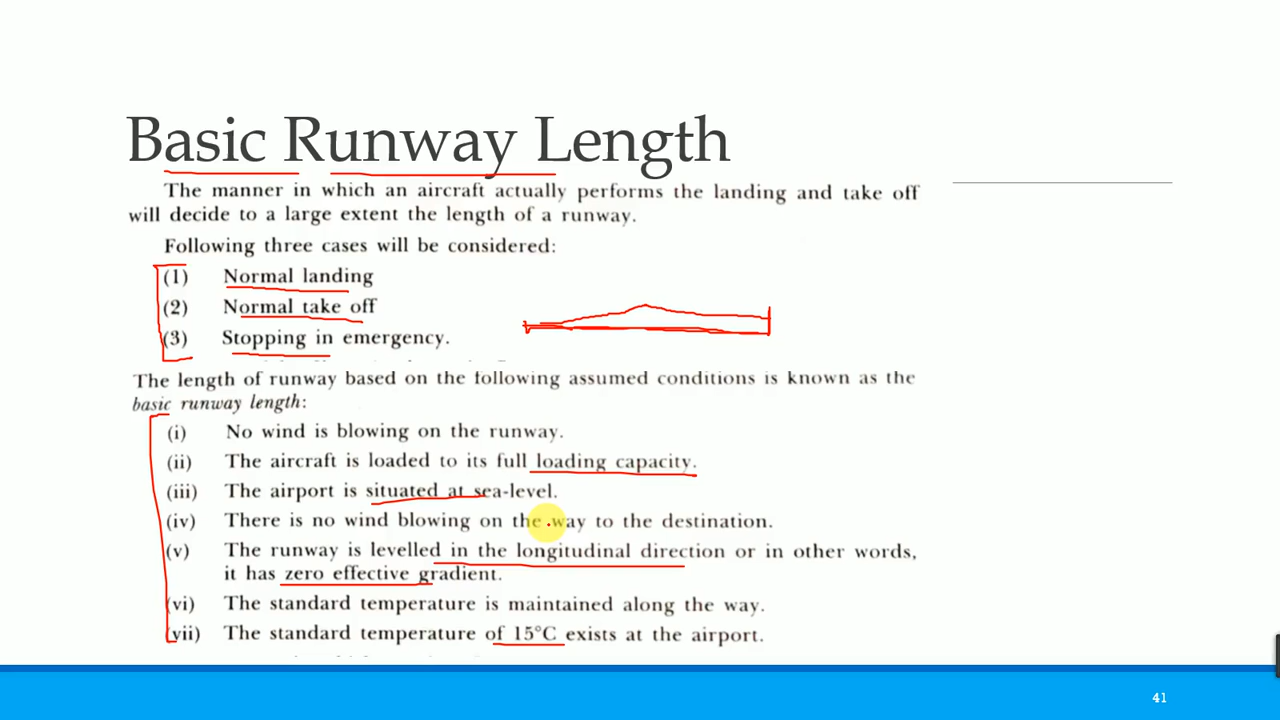 Basic Runway Length
The manner in which an aircraft actually performs the landing and take off
will decide to a large extent the length of a runway.
Following three cases will be considered:
(1) Normal landing
(2) Normal take off
(3) Stopping in emergency.
The length of runway based on the following assumed conditions is known as the
basic runway length:
(i) No wind is blowing on the runway.
(ii) The aircraft is loaded to its full loading capacity.
(iii) The airport is situated at sea-level.
(iv) There is no wind blowing on the way to the destination.
(v) The runway is levelled in the longitudinal direction or in other words,
it has zero effective gradient.
(vi) The standard temperature is maintained along the way.
(vii) The standard temperature of 15°C exists at the airport.
41